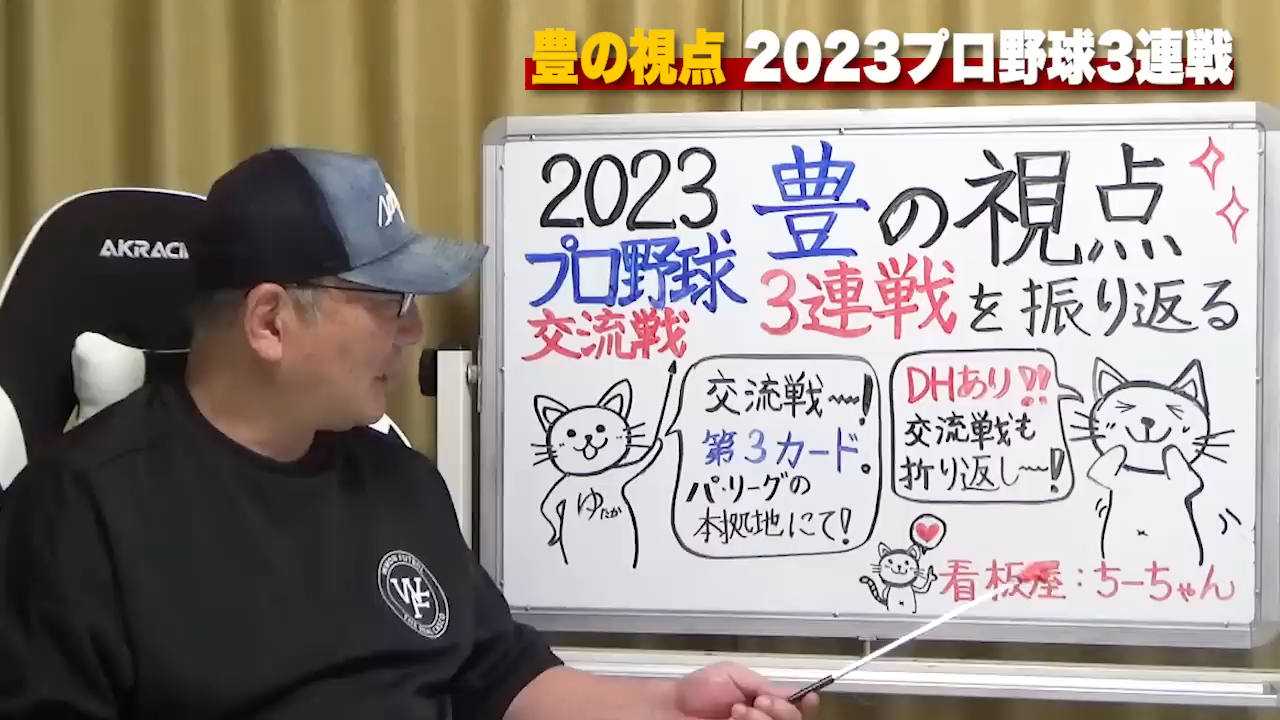 豊の視点 2023プロ野球3連戦
2023 豊の視点
プロ野球 3連戦を振り返る
交流戦
交流戦〜!
第3カード。
パ・リーグの
本拠地にて!
DHあり!!
交流戦も
折り返し〜!
ゆたか
看板屋:ちーちゃん
AKRACI